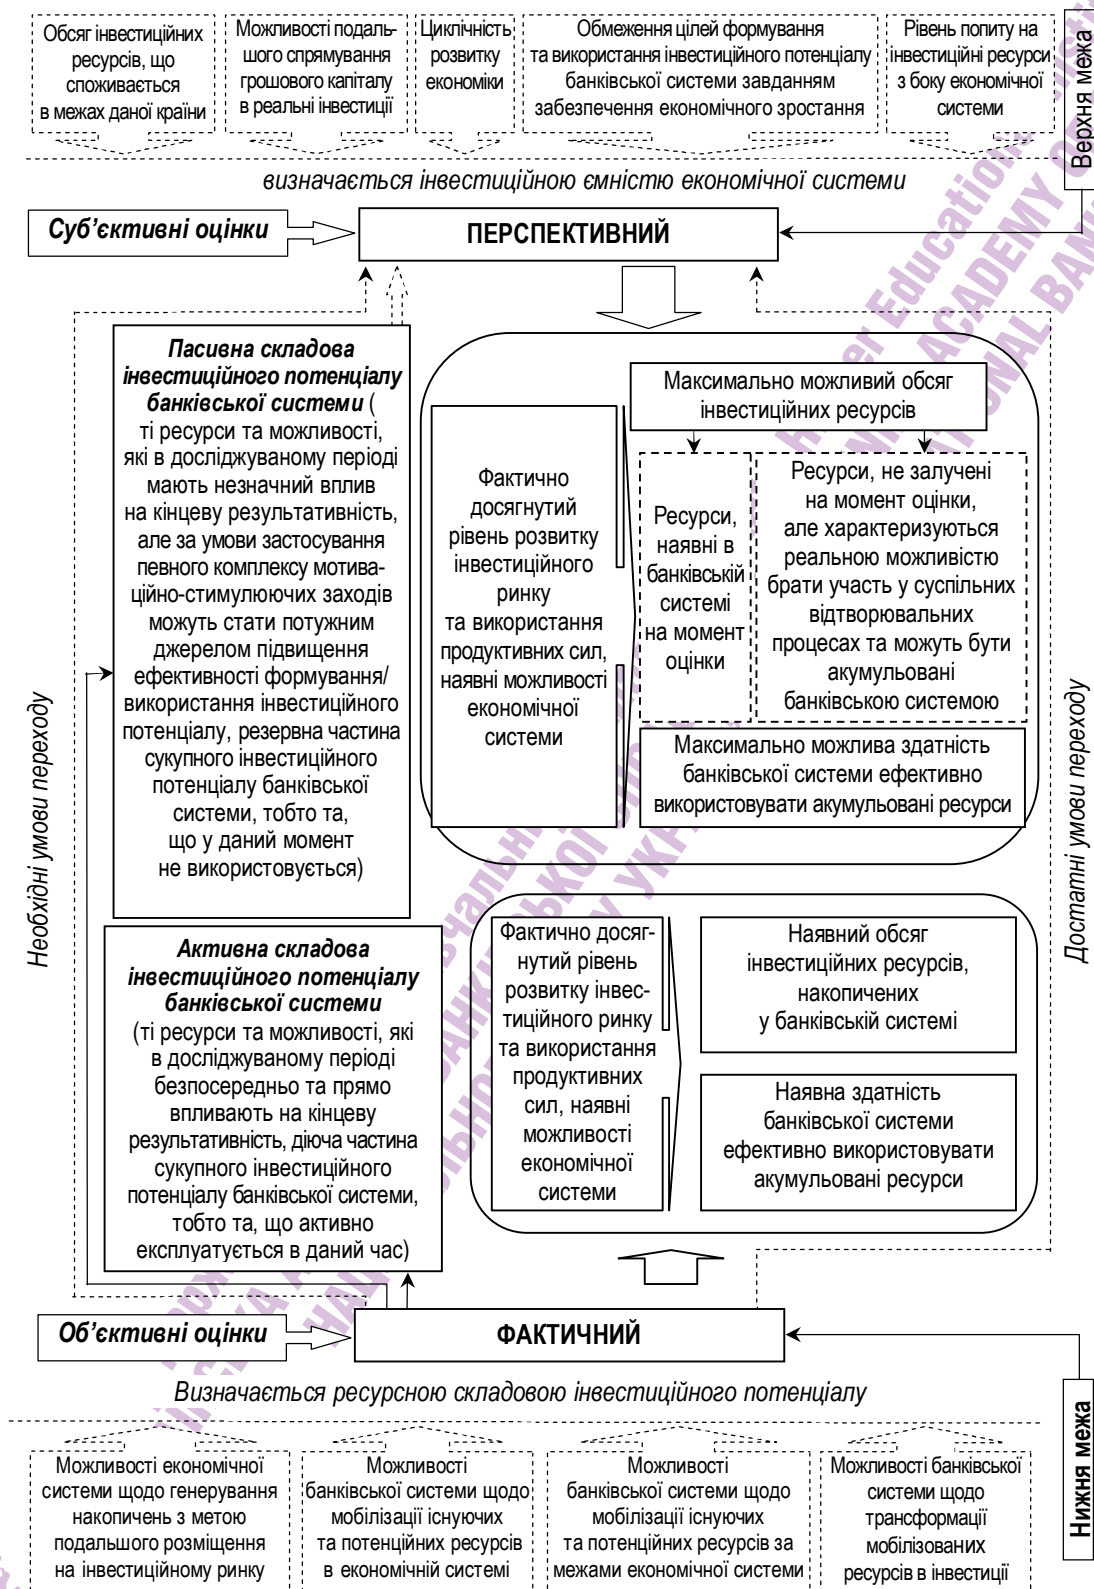 Обсяг інвестиційних
ресурсів, що
споживається
в межах даної країни
Можливості подаль-
шого спрямування
грошового капіталу
в реальні інвестиції
Циклічність
розвитку
економіки
Обмеження цілей формування
та використання інвестиційного потенціалу
банківської системи завданням
забезпечення економічного зростання
Рівень попиту на
інвестиційні ресурси
з боку економічної
системи
Верхня межа
визначається інвестиційною ємністю економічної системи
Суб’єктивні оцінки
ПЕРСПЕКТИВНИЙ
Необхідні умови переходу
Пасивна складова
інвестиційного потенціалу
банківської системи (
ті ресурси та можливості,
які в досліджуваному періоді
мають незначний вплив
на кінцеву результативність,
але за умови застосування
певного комплексу мотива-
ційно-стимулюючих заходів
можуть стати потужним
джерелом підвищення
ефективності формування/
використання інвестиційного
потенціалу, резервна частина
сукупного інвестиційного
потенціалу банківської
системи, тобто та,
що у даний момент
не використовується)
Фактично
досягнутий
рівень розвитку
інвестиційного
ринку
та використання
продуктивних сил,
наявні можливості
економічної
системи
Максимально можливий обсяг
інвестиційних ресурсів
Ресурси,
наявні в
банківській
системі
на момент
оцінки
Ресурси, не залучені
на момент оцінки,
але характеризуються
реальною можливістю
брати участь у суспільних
відтворювальних
процесах та можуть бути
акумульовані
банківською системою
Максимально можлива здатність
банківської системи ефективно
використовувати акумульовані ресурси
Достатні умови переходу
Активна складова
інвестиційного потенціалу
банківської системи
(ті ресурси та можливості, які
в досліджуваному періоді
безпосередньо та прямо
впливають на кінцеву
результативність, діюча частина
сукупного інвестиційного
потенціалу банківської системи,
тобто та, що активно
експлуатується в даний час)
Фактично досяг-
нутий рівень
розвитку інвес-
тиційного ринку
та використання
продуктивних
сил, наявні
можливості
економічної
системи
Наявний обсяг
інвестиційних ресурсів,
накопичених
у банківській системі
Наявна здатність
банківської системи
ефективно використовувати
акумульовані ресурси
Об’єктивні оцінки
ФАКТИЧНИЙ
Визначається ресурсною складовою інвестиційного потенціалу
Нижня межа
Можливості економічної
системи щодо генерування
накопичень з метою
подальшого розміщення
на інвестиційному ринку
Можливості
банківської системи щодо
мобілізації існуючих
та потенційних ресурсів
в економічній системі
Можливості
банківської системи щодо
мобілізації існуючих
та потенційних ресурсів за
межами економічної системи
Можливості банківської
системи щодо
трансформації
мобілізованих
ресурсів в інвестиції